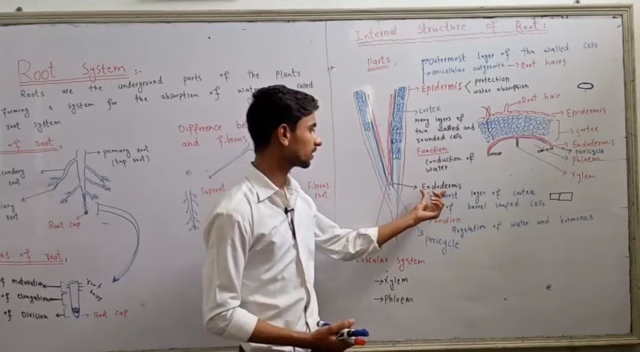 Root System:-
Roots are the underground parts of the plants
forming a system for the absorption of water
root system
of root:
primary root
(tap root)
Root cap
Difference
and fibrous
Taproot
Fibrous
root
of maturation
of elongation
of Division
Root cap
Internal Structure of Root:
Parts:
outermost layer of thin walled cells
unicellular outgrowth → Root hairs
Epidermis
protection
water absorption
cortex
Many layers of
thin walled and
rounded cells
Function
conduction of
water
Endodermis
layer of cortex
of barrel shaped cells
Function
Regulation of water and hormones
Pericycle
vascular system
→ Xylem
→ Phloem
Root hair
Epidermis
cortex
Endodermis
pericycle
Phloem
Xylem